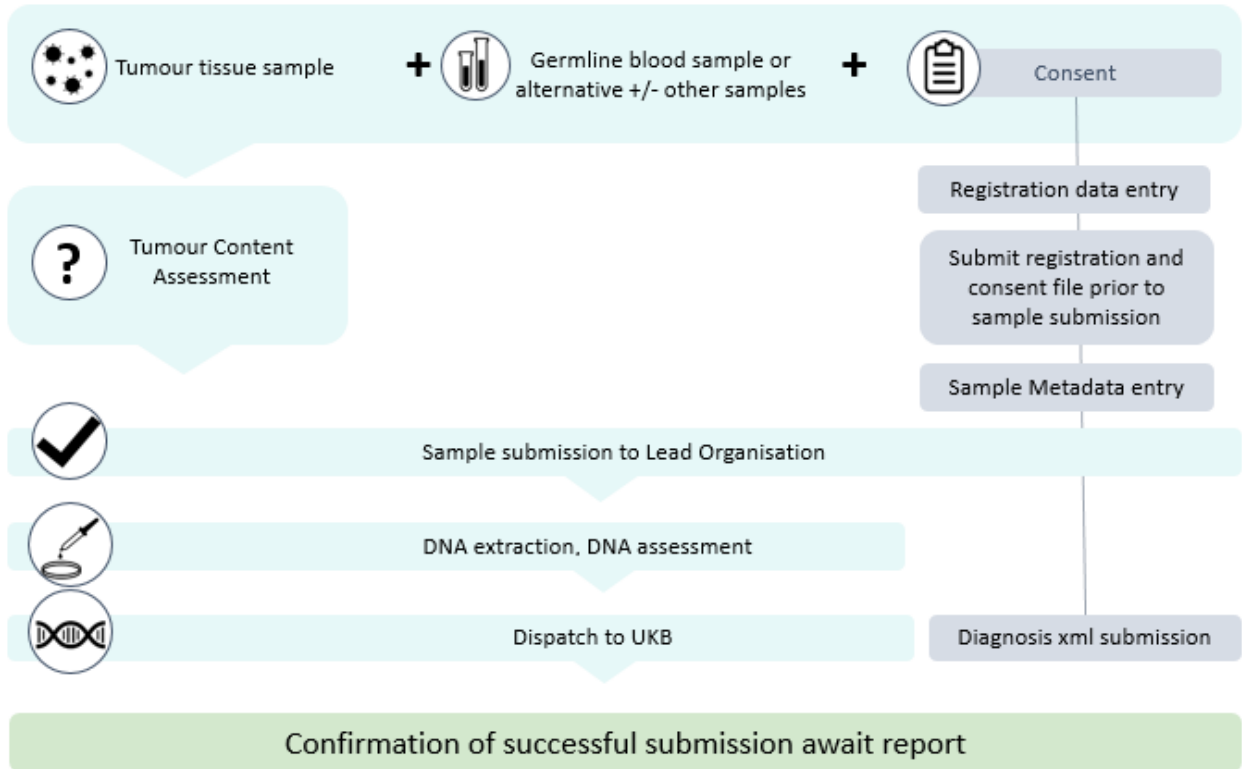 Tumour tissue sample
+
Germline blood sample or
alternative +/- other samples
+
Consent
Registration data entry
Submit registration and
consent file prior to
sample submission
?
Tumour Content
Assessment
Sample Metadata entry
Sample submission to Lead Organisation
DNA extraction, DNA assessment
Dispatch to UKB
Diagnosis xml submission
Confirmation of successful submission await report